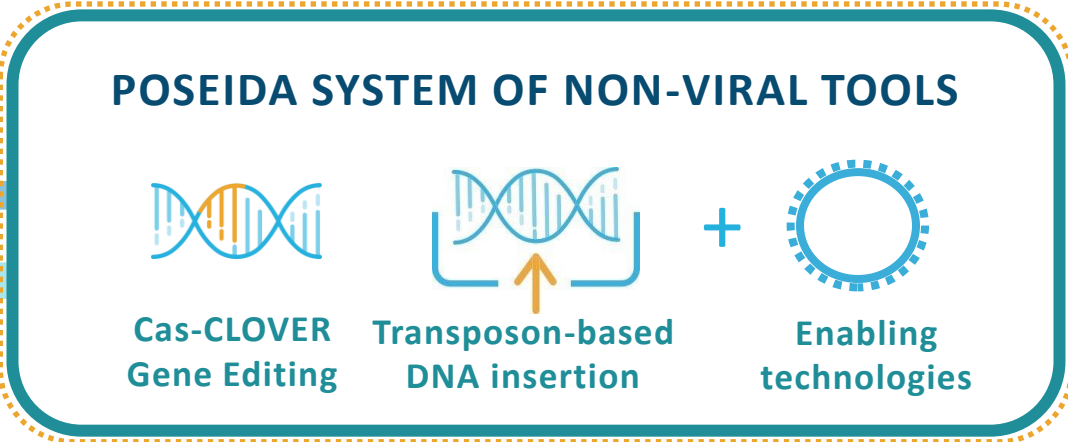 POSEIDA SYSTEM OF NON-VIRAL TOOLS
Cas-CLOVER
Gene Editing
Transposon-based
DNA insertion
+
Enabling
technologies